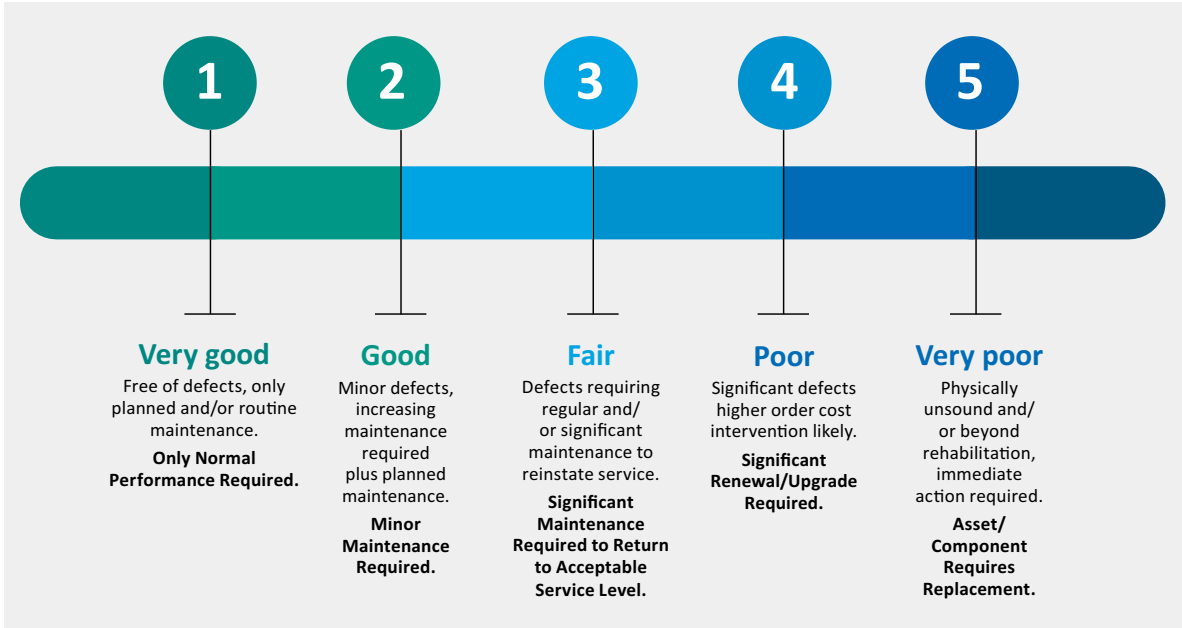 1
2
3
4
5
Very good
Free of defects, only
planned and/or routine
maintenance.
Only Normal
Performance Required.
Good
Minor defects,
increasing
maintenance
required
plus planned
maintenance.
Minor
Maintenance
Required.
Fair
Defects requiring
regular and/
or significant
maintenance to
reinstate service.
Significant
Maintenance
Required to Return
to Acceptable
Service Level.
Poor
Significant defects
higher order cost
intervention likely.
Significant
Renewal/Upgrade
Required.
Very poor
Physically
unsound and/
or beyond
rehabilitation,
immediate
action required.
Asset/
Component
Requires
Replacement.